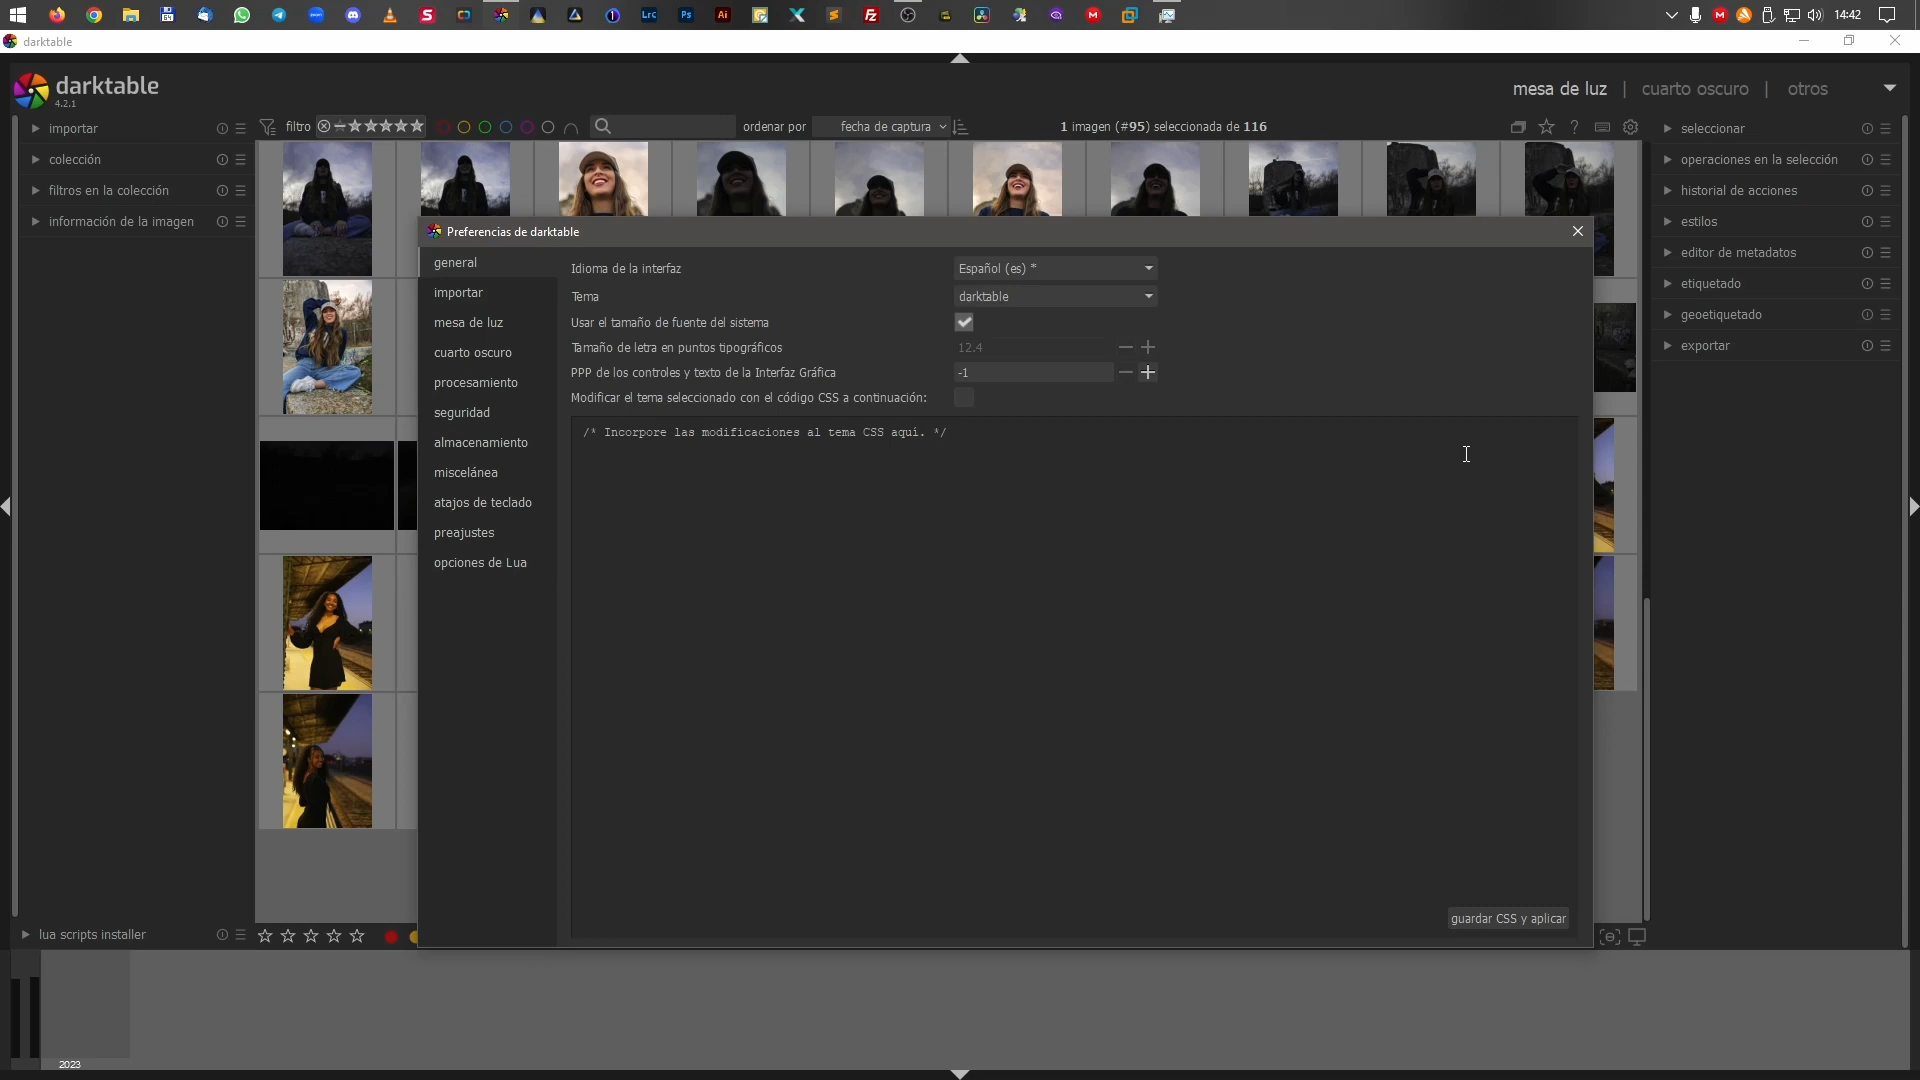 14:42
darktable
darktable
4.2.1
mesa de luz | cuarto oscuro | otros
importar
colección
filtros en la colección
información de la imagen
lua scripts installer
filtro
ordenar por fecha de captura
1 imagen (#95) seleccionada de 116
seleccionar
operaciones en la selección
historial de acciones
estilos
editor de metadatos
etiquetado
geoetiquetado
exportar
Preferencias de darktable
general
importar
mesa de luz
cuarto oscuro
procesamiento
seguridad
almacenamiento
miscelánea
atajos de teclado
preajustes
opciones de Lua
Idioma de la interfaz Español (es) *
Tema darktable
Usar el tamaño de fuente del sistema
Tamaño de letra en puntos tipográficos 12.4
PPP de los controles y texto de la Interfaz Gráfica -1
Modificar el tema seleccionado con el código CSS a continuación:
/* Incorpore las modificaciones al tema CSS aquí. */
guardar CSS y aplicar
2023